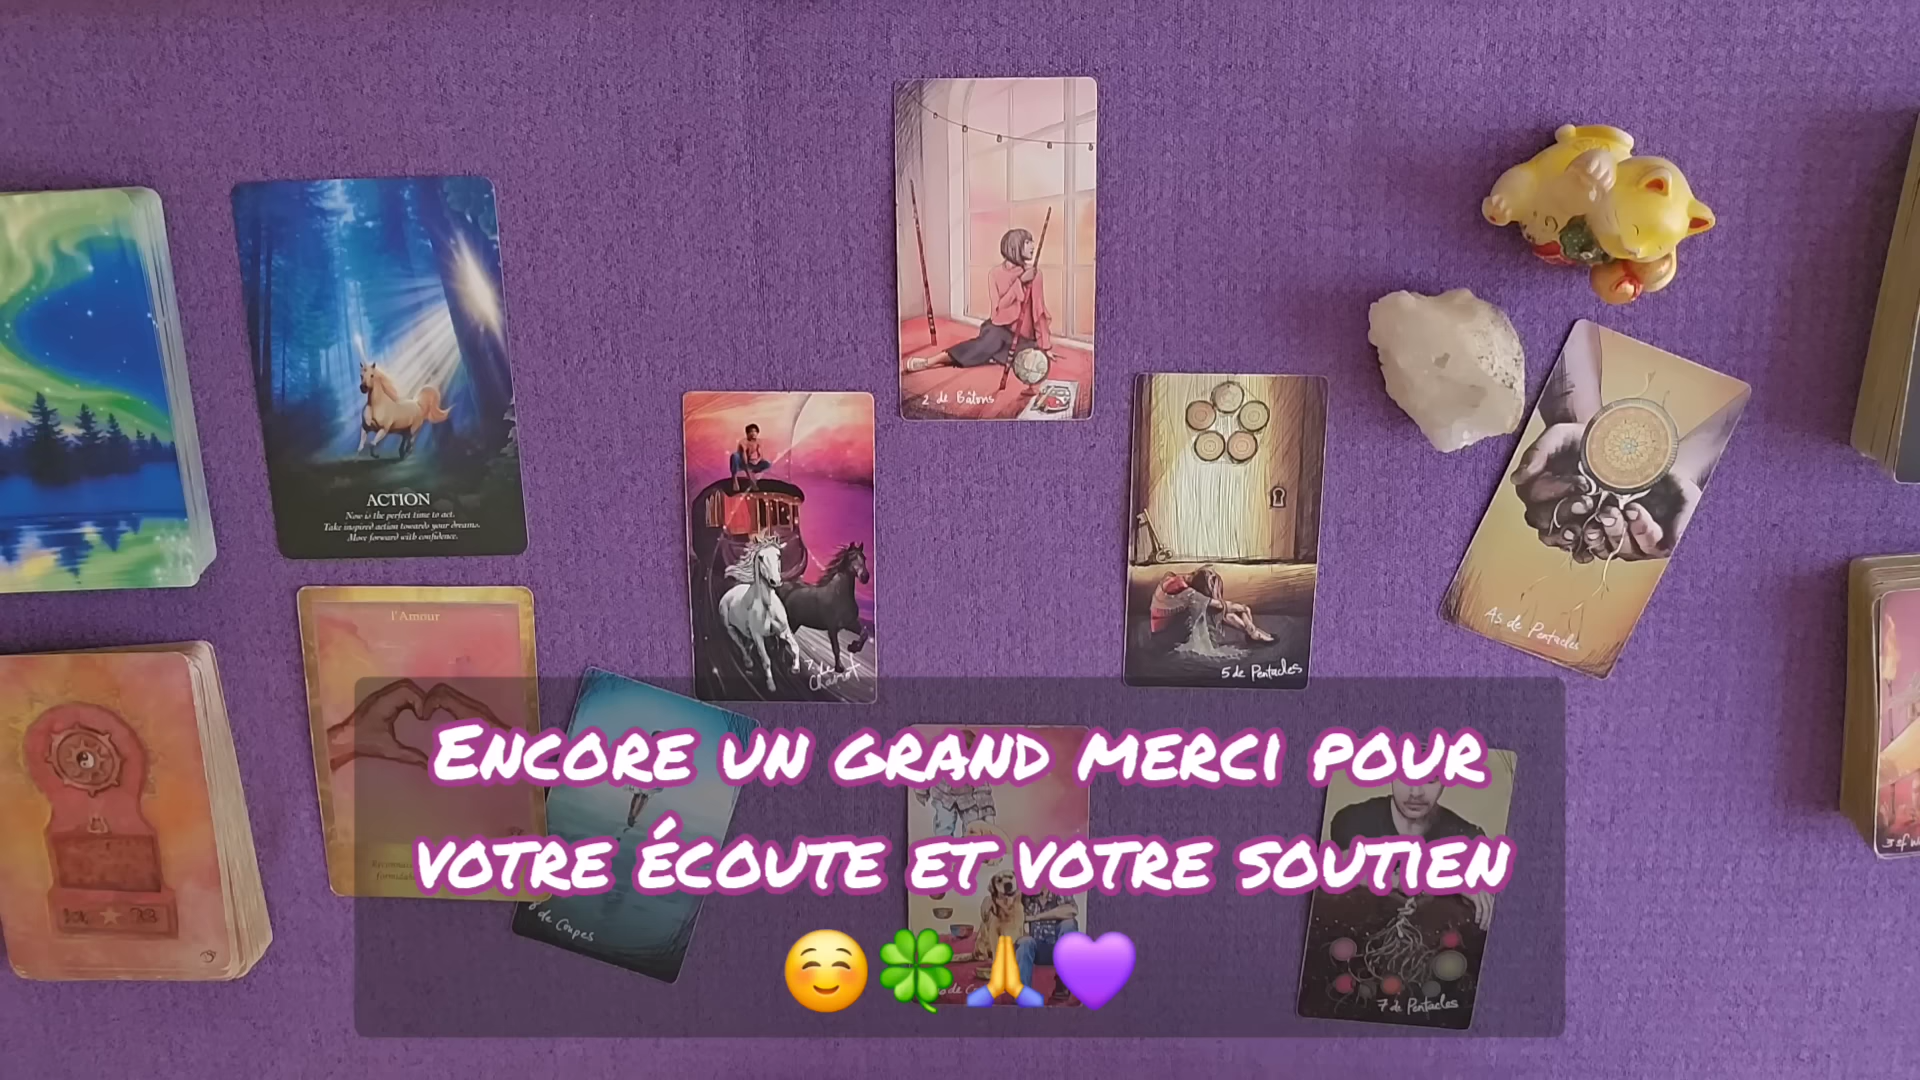 2 de Bâtons
ACTION
Now is the perfect time to act.
Take inspired action towards your dreams.
Move forward with confidence.
l'Amour
7. Le
Chariot
5 de Pentacles
As de Pentacles
ENCORE UN GRAND MERCI POUR
VOTRE ÉCOUTE ET VOTRE SOUTIEN
☺️🍀🙏💜
de Coupes
7 de Pentacles